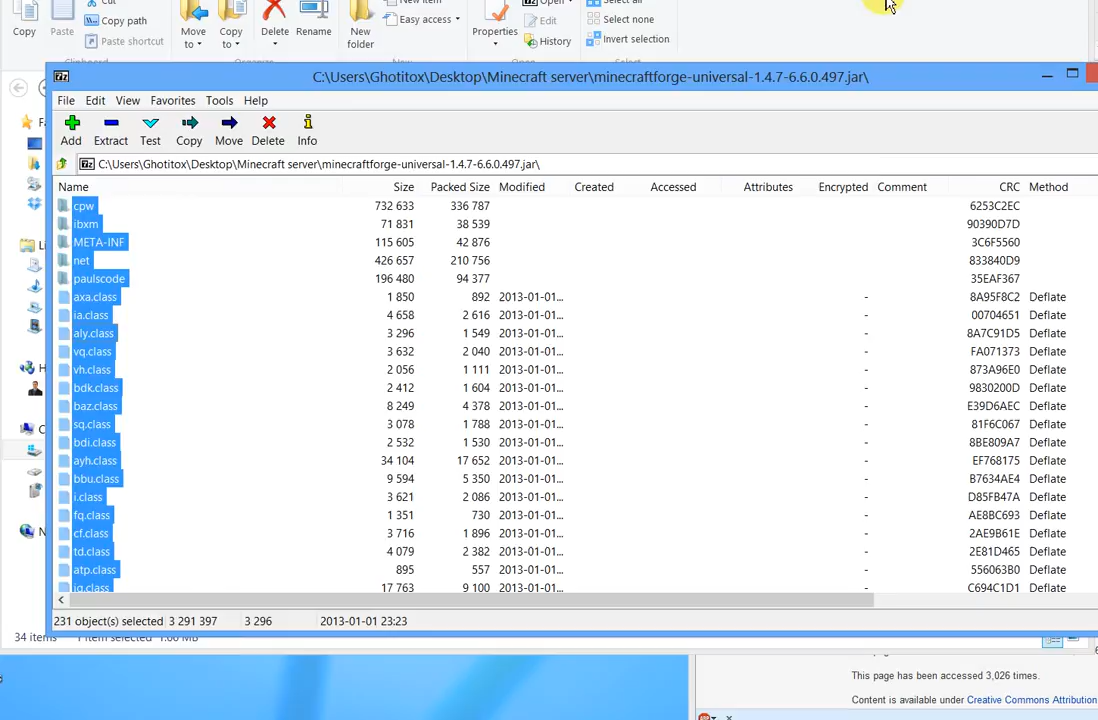 Cut
Copy path
Paste shortcut
Copy
Paste
Move
to
Copy
to
Delete
Rename
New
folder
New item
Easy access
Properties
Open
Edit
History
Select all
Select none
Invert selection
Clipboard
Organize
New
Open
Select
C:\Users\Ghotitox\Desktop\Minecraft server\minecraftforge-universal-1.4.7-6.6.0.497.jar\
File Edit View Favorites Tools Help
Add Extract Test Copy Move Delete Info
C:\Users\Ghotitox\Desktop\Minecraft server\minecraftforge-universal-1.4.7-6.6.0.497.jar\
Name Size Packed Size Modified Created Accessed Attributes Encrypted Comment CRC Method
cpw 732 633 336 787 6253C2EC
ibxm 71 831 38 539 90390D7D
META-INF 115 605 42 876 3C6F5560
net 426 657 210 756 833840D9
paulscode 196 480 94 377 35EAF367
axa.class 1 850 892 2013-01-01... - 8A95F8C2 Deflate
ia.class 4 658 2 616 2013-01-01... - 00704651 Deflate
aly.class 3 296 1 549 2013-01-01... - 8A7C91D5 Deflate
vq.class 3 632 2 040 2013-01-01... - FA071373 Deflate
vh.class 2 056 1 111 2013-01-01... - 873A96E0 Deflate
bdk.class 2 412 1 604 2013-01-01... - 9830200D Deflate
baz.class 8 249 4 378 2013-01-01... - E39D6AEC Deflate
sq.class 3 078 1 788 2013-01-01... - 81F6C067 Deflate
bdi.class 2 532 1 530 2013-01-01... - 8BE809A7 Deflate
ayh.class 34 104 17 652 2013-01-01... - EF768175 Deflate
bbu.class 9 594 5 350 2013-01-01... - B7634AE4 Deflate
i.class 3 621 2 086 2013-01-01... - D85FB47A Deflate
fq.class 1 351 730 2013-01-01... - AE8BC693 Deflate
cf.class 3 716 1 896 2013-01-01... - 2AE9B61E Deflate
td.class 4 079 2 382 2013-01-01... - 2E81D465 Deflate
atp.class 895 557 2013-01-01... - 556063B0 Deflate
iq.class 17 763 9 100 2013-01-01... - C694C1D1 Deflate
231 object(s) selected 3 291 397 3 296 2013-01-01 23:23
34 items 1 item selected 1.00 MB
This page has been accessed 3,026 times.
Content is available under Creative Commons Attribution